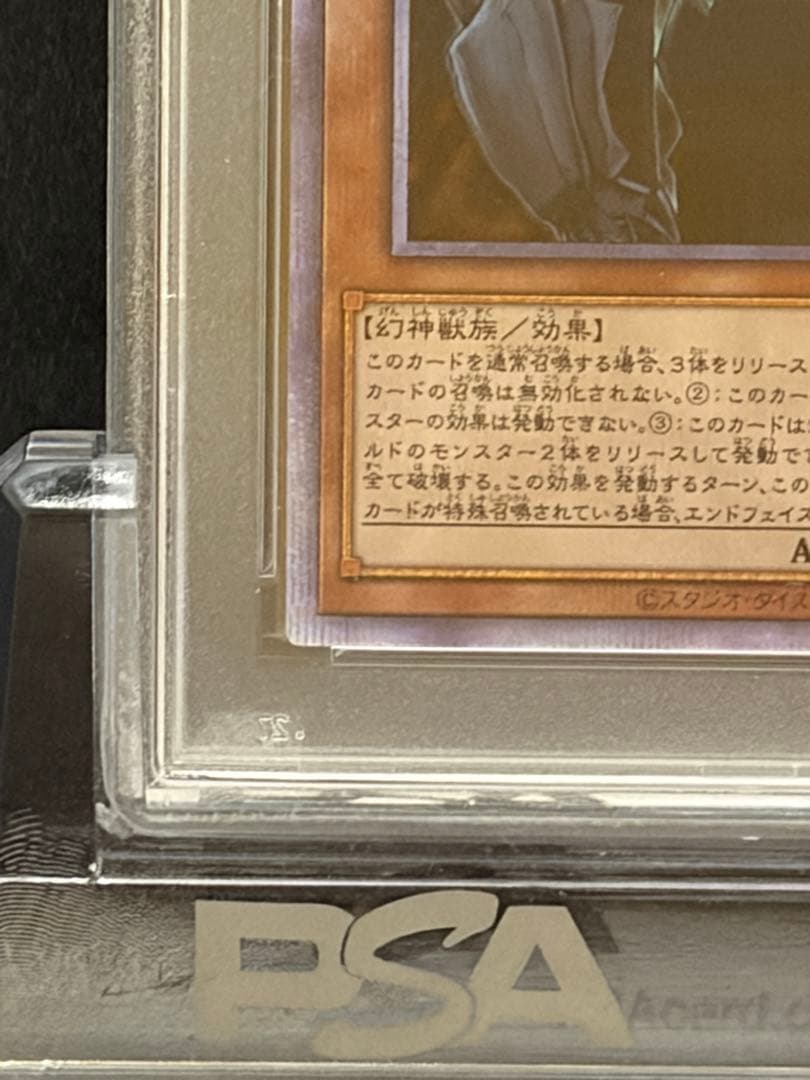 【幻神獣族／効果】
このカードを通常召喚する場合、3体をリリース
カードの召喚は無効化されない。②:このカー
スターの効果は発動できない。③:このカードは
ルドのモンスター2体をリリースして発動で
全て破壊する。この効果を発動するターン、この
カードが特殊召喚されている場合、エンドフェイズ
A
©スタジオ・ダイス
PSA